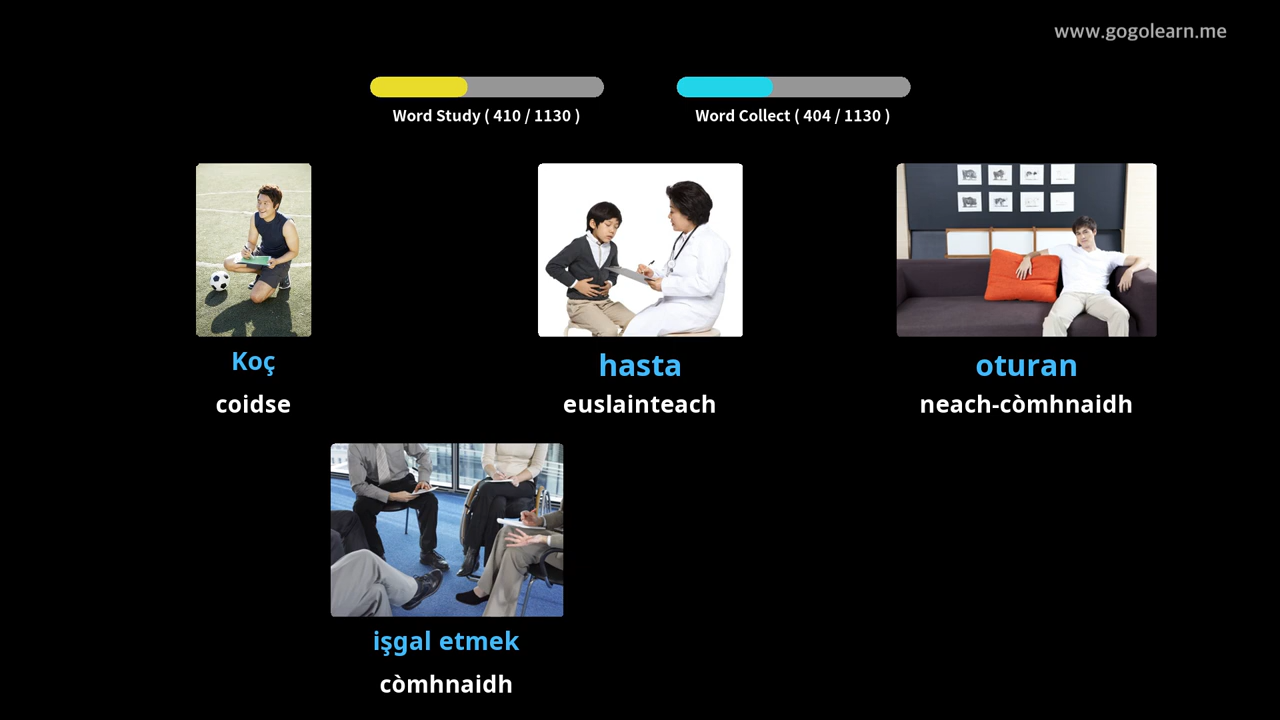 www.gogolearn.me
Word Study ( 410 / 1130 )
Word Collect ( 404 / 1130 )
Koç
hasta
oturan
coidse
euslainteach
neach-còmhnaidh
işgal etmek
còmhnaidh